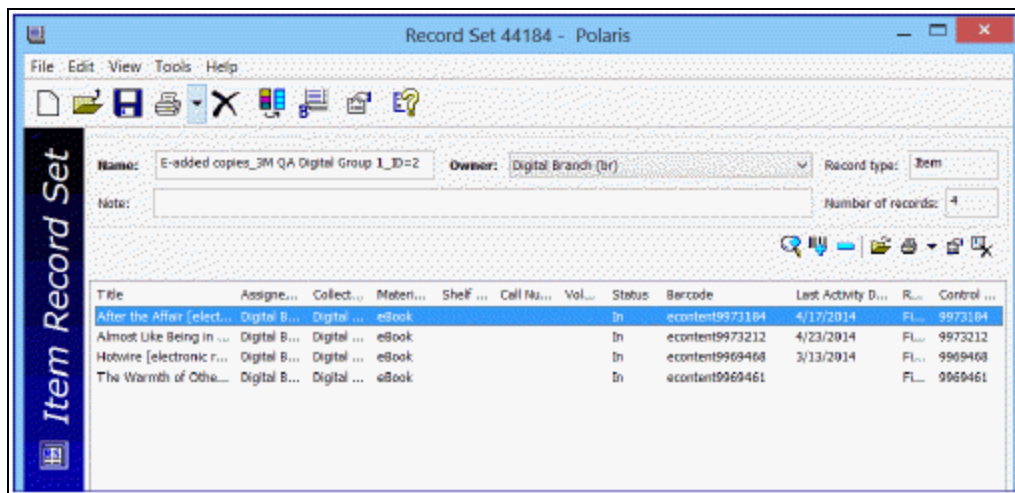 Record Set 44184 - Polaris
File Edit View Tools Help
Item Record Set
Name: E-added copies_3M QA Digital Group 1_ID=2 Owner: Digital Branch (br) Record type: Item
Note: Number of records: 4
Title Assigne... Collect... Materi... Shelf ... Call Nu... Vol... Status Barcode Last Activity D... R... Control ...
After the Affair [elect... Digital B... Digital ... eBook In econtent9973184 4/17/2014 Fi... 9973184
Almost Like Being in ... Digital B... Digital ... eBook In econtent9973212 4/23/2014 Fi... 9973212
Hotwire [electronic r... Digital B... Digital ... eBook In econtent9969468 3/13/2014 Fi... 9969468
The Warmth of Othe... Digital B... Digital ... eBook In econtent9969461 Fi... 9969461